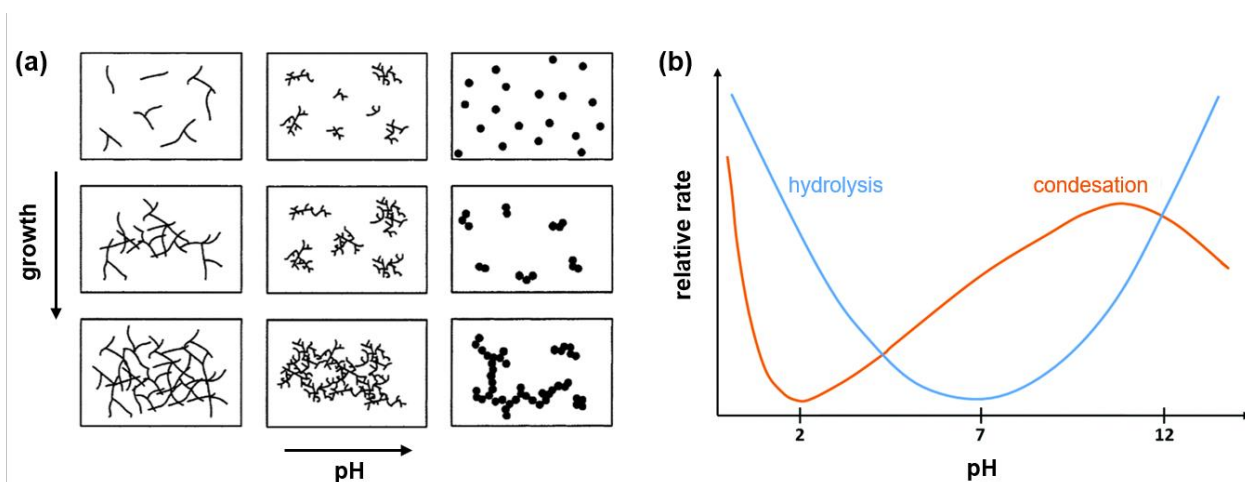 (a)
growth
pH
(b)
relative rate
hydrolysis
condesation
2
7
12
pH